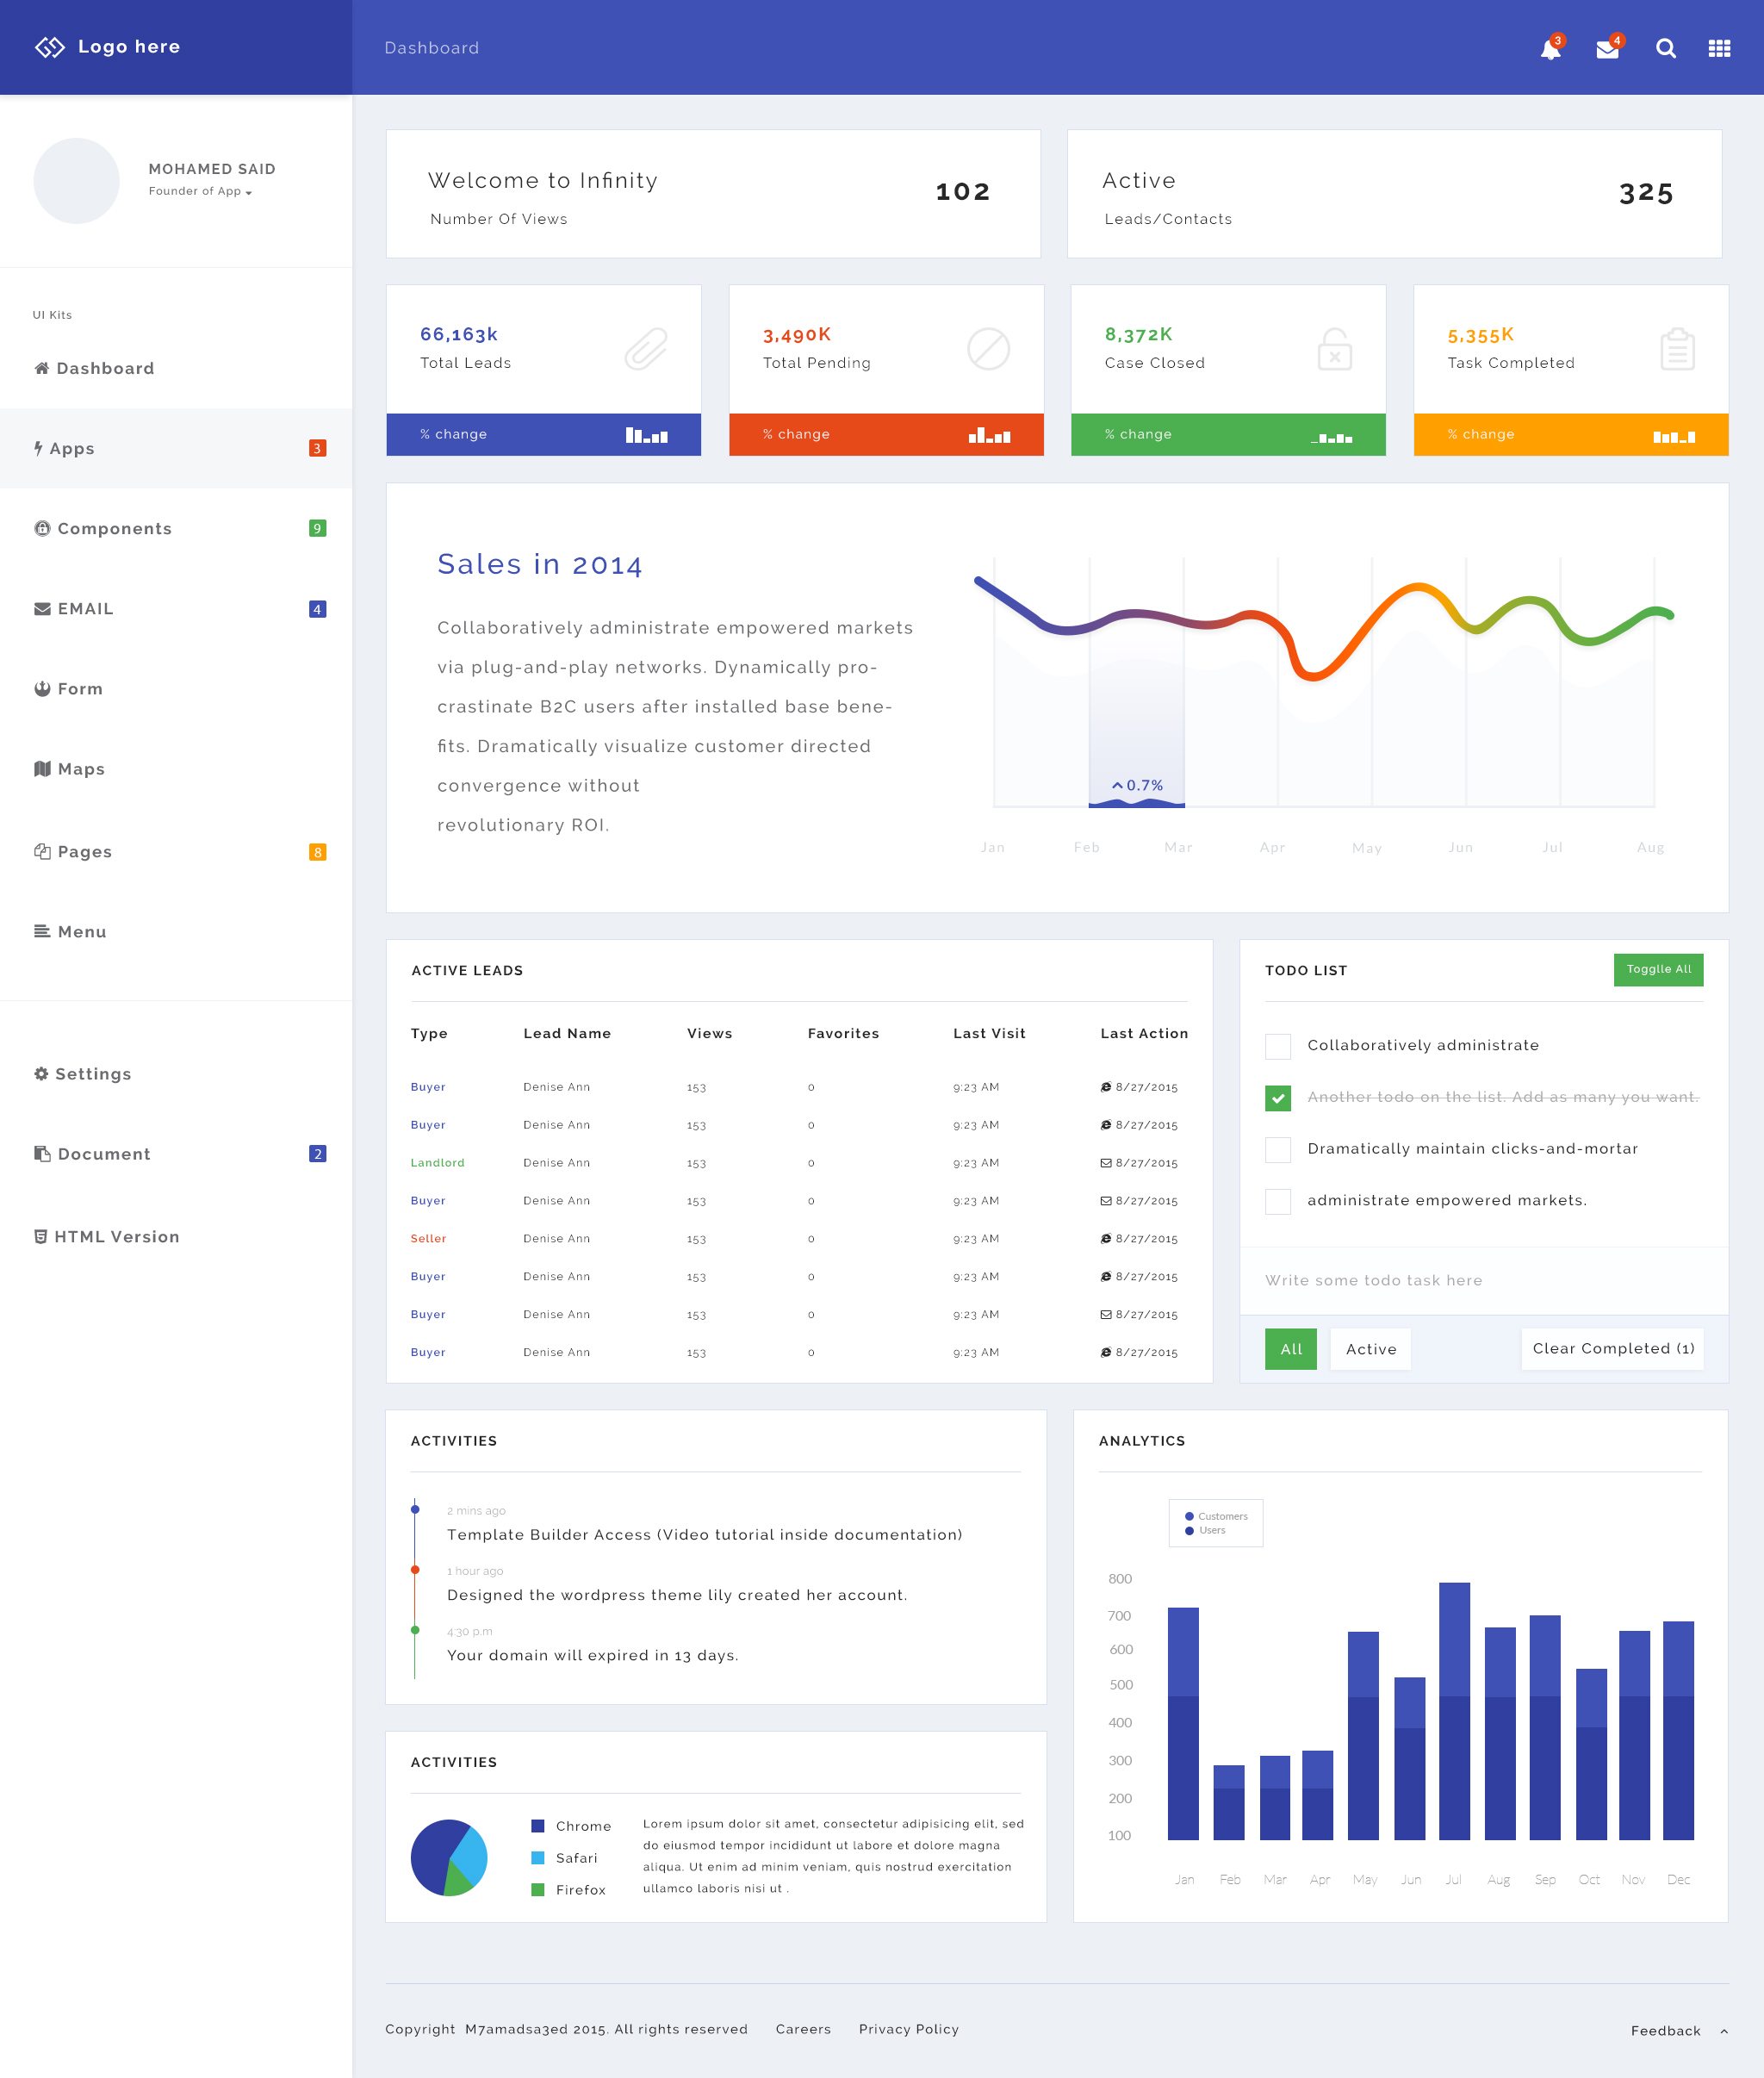 Logo here
Dashboard
3
4
MOHAMED SAID
Founder of App
UI Kits
Dashboard
Apps
3
Components
9
EMAIL
4
Form
Maps
Pages
8
Menu
Settings
Document
2
HTML Version
Welcome to Infinity
Number Of Views
102
Active
Leads/Contacts
325
66,163k
Total Leads
% change
3,490K
Total Pending
% change
8,372K
Case Closed
% change
5,355K
Task Completed
% change
Sales in 2014
Collaboratively administrate empowered markets
via plug-and-play networks. Dynamically pro-
crastinate B2C users after installed base bene-
fits. Dramatically visualize customer directed
convergence without
revolutionary ROI.
0.7%
Jan Feb Mar Apr May Jun Jul Aug
ACTIVE LEADS
Type Lead Name Views Favorites Last Visit Last Action
Buyer Denise Ann 153 0 9:23 AM 8/27/2015
Buyer Denise Ann 153 0 9:23 AM 8/27/2015
Landlord Denise Ann 153 0 9:23 AM 8/27/2015
Buyer Denise Ann 153 0 9:23 AM 8/27/2015
Seller Denise Ann 153 0 9:23 AM 8/27/2015
Buyer Denise Ann 153 0 9:23 AM 8/27/2015
Buyer Denise Ann 153 0 9:23 AM 8/27/2015
Buyer Denise Ann 153 0 9:23 AM 8/27/2015
TODO LIST
Togglle All
Collaboratively administrate
Another todo on the list. Add as many you want.
Dramatically maintain clicks-and-mortar
administrate empowered markets.
Write some todo task here
All
Active
Clear Completed (1)
ACTIVITIES
2 mins ago
Template Builder Access (Video tutorial inside documentation)
1 hour ago
Designed the wordpress theme lily created her account.
4:30 p.m
Your domain will expired in 13 days.
ACTIVITIES
Chrome
Safari
Firefox
Lorem ipsum dolor sit amet, consectetur adipisicing elit, sed
do eiusmod tempor incididunt ut labore et dolore magna
aliqua. Ut enim ad minim veniam, quis nostrud exercitation
ullamco laboris nisi ut .
ANALYTICS
Customers
Users
800
700
600
500
400
300
200
100
Jan Feb Mar Apr May Jun Jul Aug Sep Oct Nov Dec
Copyright M7amadsa3ed 2015. All rights reserved
Careers
Privacy Policy
Feedback